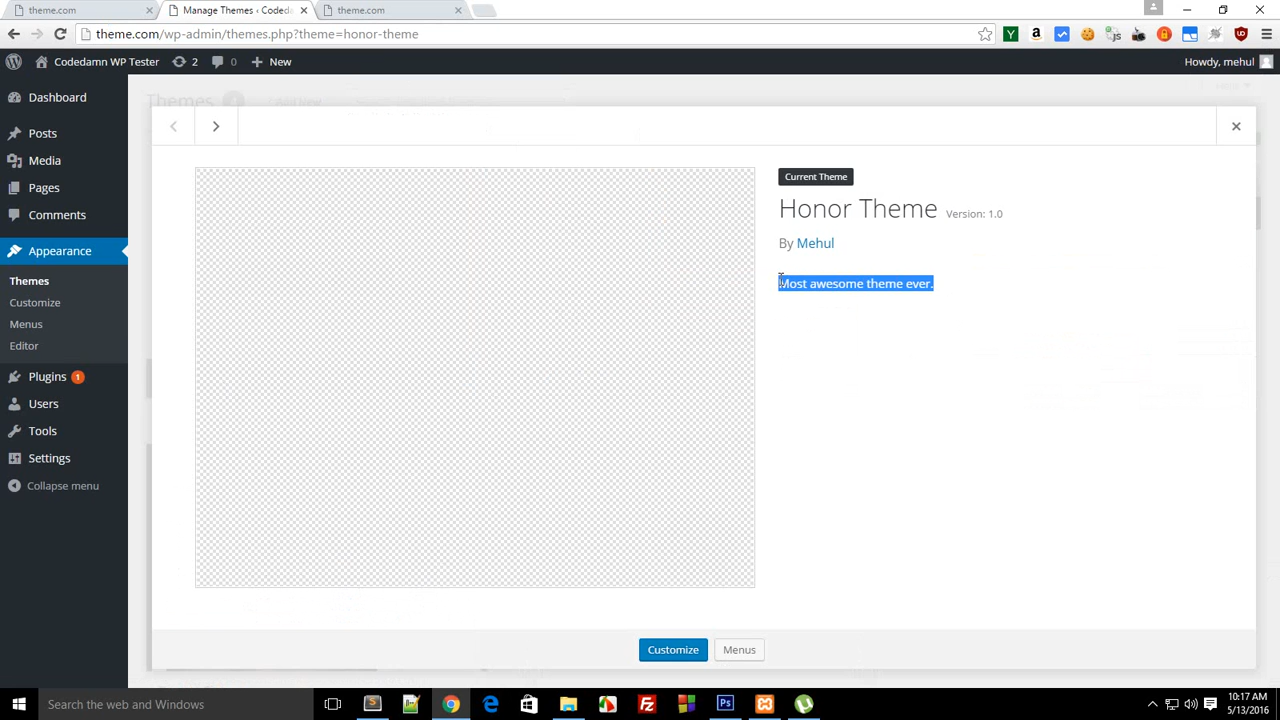 theme.com
Manage Themes ‹ Coded
theme.com
theme.com/wp-admin/themes.php?theme=honor-theme
Codedamn WP Tester
2
0
New
Howdy, mehul
Dashboard
Posts
Media
Pages
Comments
Appearance
Themes
Customize
Menus
Editor
Plugins 1
Users
Tools
Settings
Collapse menu
Themes
Current Theme
Honor Theme Version: 1.0
By Mehul
Most awesome theme ever.
Customize
Menus
Search the web and Windows
10:17 AM
5/13/2016